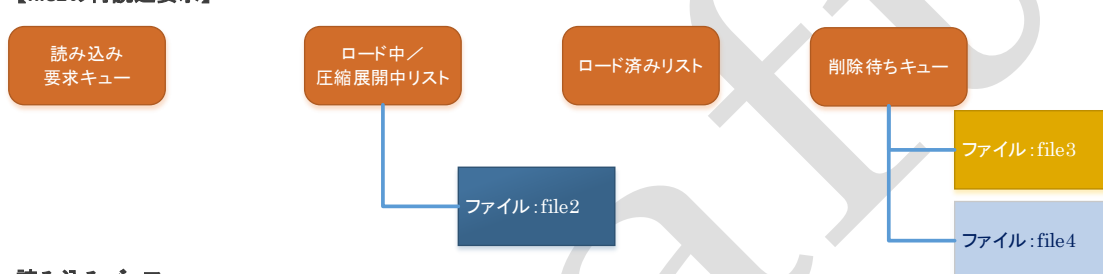 読み込み
要求キュー
ロード中／
圧縮展開中リスト
ロード済みリスト
削除待ちキュー
ファイル:file3
ファイル:file2
ファイル:file4